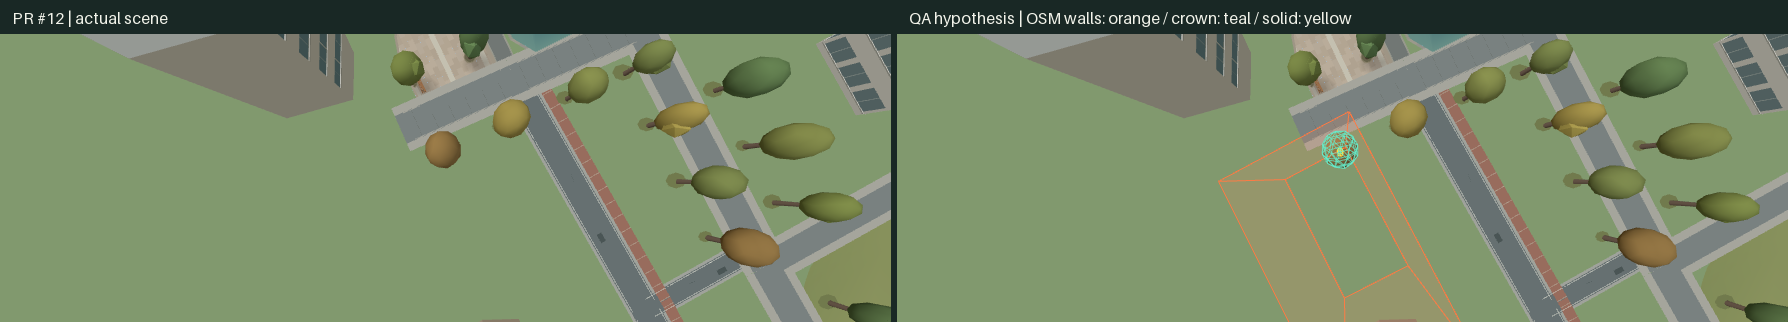 PR #12 | actual scene
QA hypothesis | OSM walls: orange / crown: teal / solid: yellow